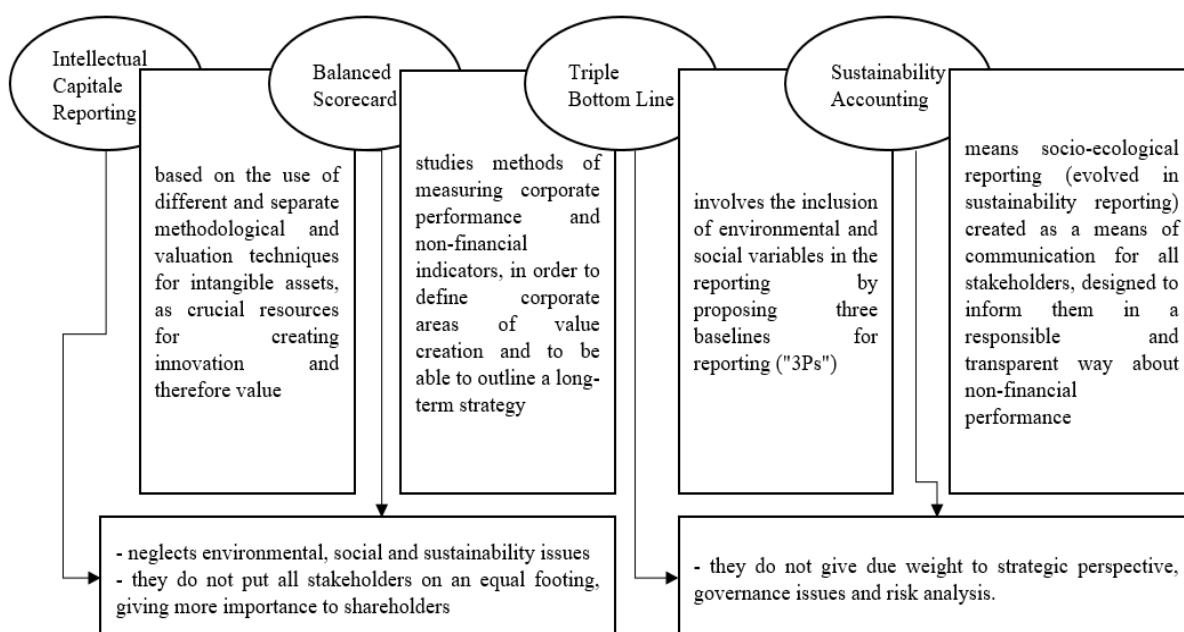 Intellectual
Capitale
Reporting
based on the use of
different and separate
methodological and
valuation techniques
for intangible assets,
as crucial resources
for creating
innovation and
therefore value
Balanced
Scorecard
studies methods of
measuring corporate
performance and
non-financial
indicators, in order to
define corporate
areas of value
creation and to be
able to outline a long-
term strategy
Triple
Bottom Line
involves the inclusion
of environmental and
social variables in the
reporting by
proposing three
baselines for
reporting ("3Ps")
Sustainability
Accounting
means socio-ecological
reporting (evolved in
sustainability reporting)
created as a means of
communication for all
stakeholders, designed to
inform them in a
responsible and
transparent way about
non-financial
performance
- neglects environmental, social and sustainability issues
- they do not put all stakeholders on an equal footing,
giving more importance to shareholders
- they do not give due weight to strategic perspective,
governance issues and risk analysis.